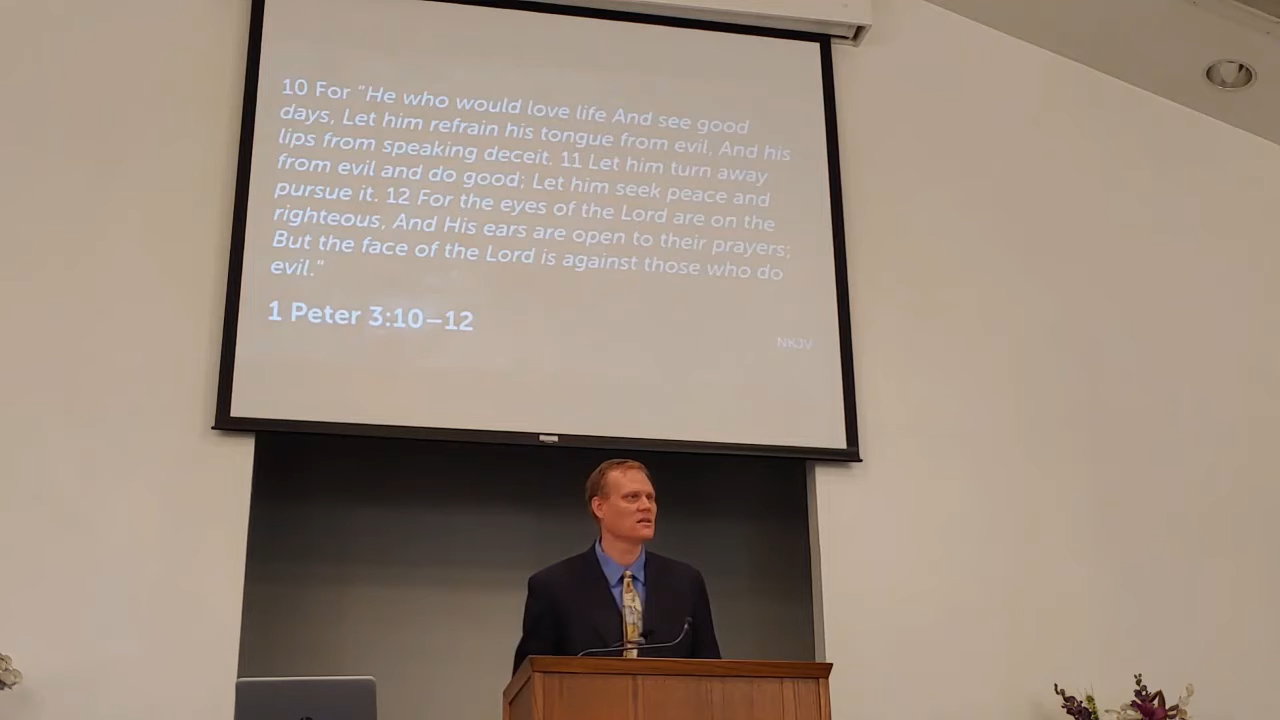 10 For “He who would love life And see good
days, Let him refrain his tongue from evil, And his
lips from speaking deceit. 11 Let him turn away
from evil and do good; Let him seek peace and
pursue it. 12 For the eyes of the Lord are on the
righteous, And His ears are open to their prayers;
But the face of the Lord is against those who do
evil.”
1 Peter 3:10–12
NKJV